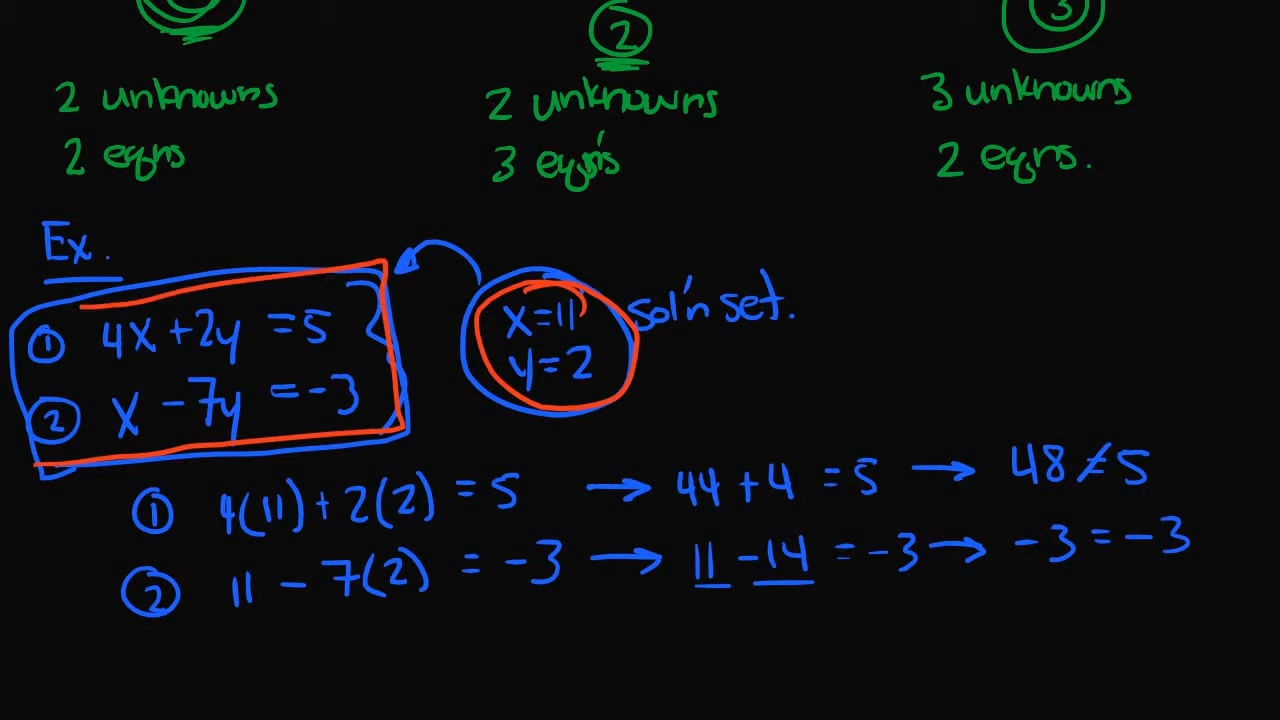 2 3
2 unknowns 2 unknowns 3 unknowns
2 eqns 3 eqn's 2 eqns.
Ex.
① 4x + 2y = 5
② x - 7y = -3
x = 11
y = 2
sol'n set.
① 4(11) + 2(2) = 5 → 44 + 4 = 5 → 48 ≠ 5
② 11 - 7(2) = -3 → 11 - 14 = -3 → -3 = -3